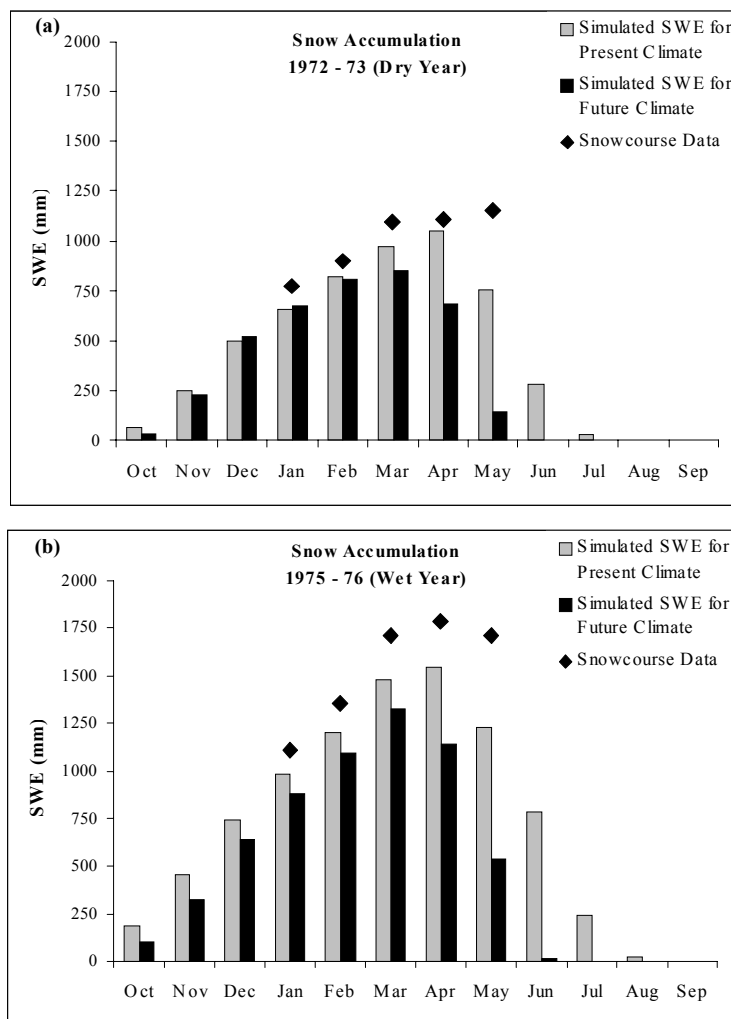 (a)
Snow Accumulation
1972 - 73 (Dry Year)
Simulated SWE for
Present Climate
Simulated SWE for
Future Climate
Snowcourse Data
SWE (mm)
2000
1750
1500
1250
1000
750
500
250
0
Oct Nov Dec Jan Feb Mar Apr May Jun Jul Aug Sep
(b)
Snow Accumulation
1975 - 76 (Wet Year)
Simulated SWE for
Present Climate
Simulated SWE for
Future Climate
Snowcourse Data
SWE (mm)
2000
1750
1500
1250
1000
750
500
250
0
Oct Nov Dec Jan Feb Mar Apr May Jun Jul Aug Sep